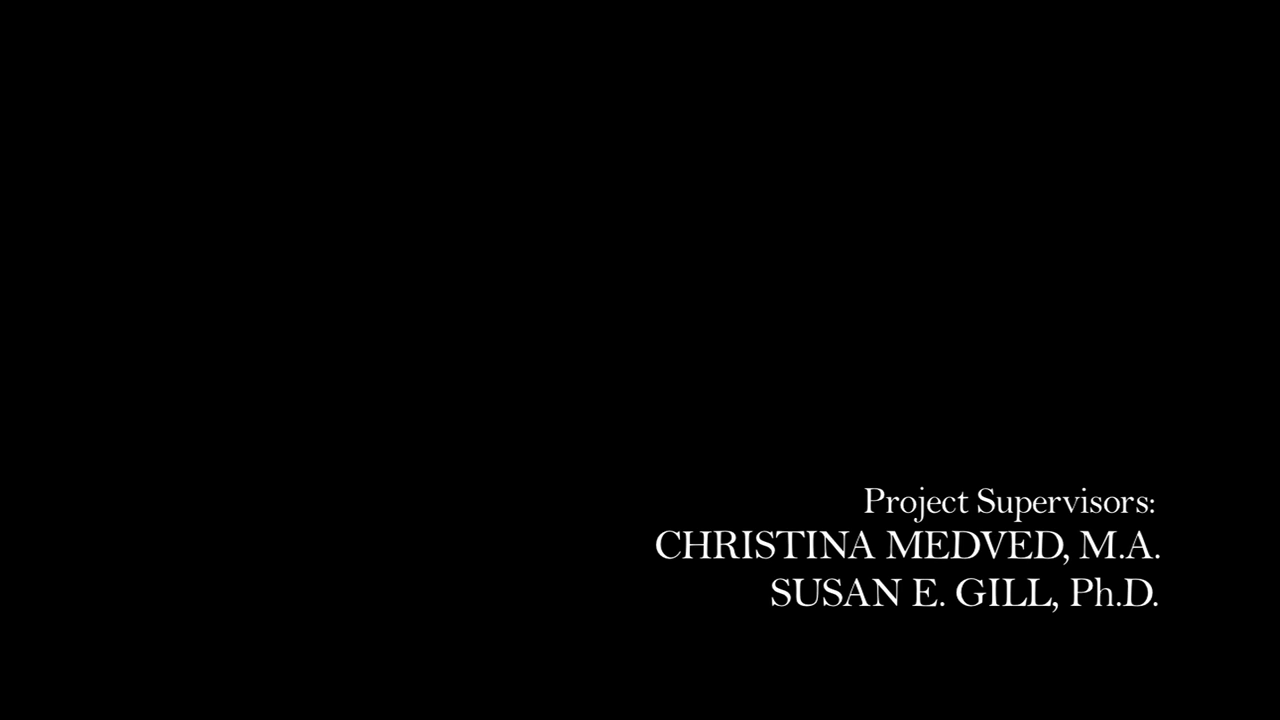 Project Supervisors:
CHRISTINA MEDVED, M.A.
SUSAN E. GILL, Ph.D.